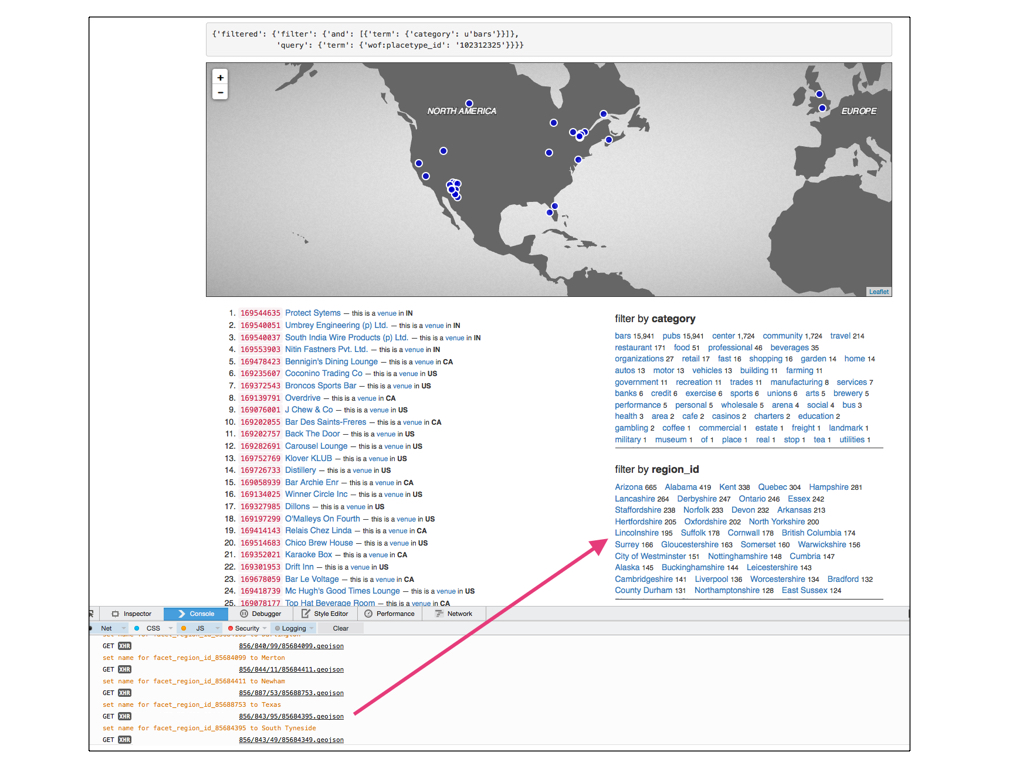 {'filtered': {'filter': {'and': [{'term': {'category': u'bars'}}]},
'query': {'term': {'wof:placetype_id': '102312325'}}}}
+
−
NORTH AMERICA
EUROPE
Leaflet
1. 169544635 Protect Sytems — this is a venue in IN
2. 169540051 Umbrey Engineering (p) Ltd. — this is a venue in IN
3. 169540037 South India Wire Products (p) Ltd. — this is a venue in IN
4. 169553903 Nitin Fastners Pvt. Ltd. — this is a venue in IN
5. 169478423 Bennigin's Dining Lounge — this is a venue in CA
6. 169235607 Coconino Trading Co — this is a venue in US
7. 169372543 Broncos Sports Bar — this is a venue in US
8. 169139791 Overdrive — this is a venue in CA
9. 169076001 J Chew & Co — this is a venue in US
10. 169202055 Bar Des Saints-Freres — this is a venue in CA
11. 169202757 Back The Door — this is a venue in US
12. 169282691 Carousel Lounge — this is a venue in US
13. 169752769 Klover KLUB — this is a venue in US
14. 169726733 Distillery — this is a venue in US
15. 169058939 Bar Archie Enr — this is a venue in CA
16. 169134025 Winner Circle Inc — this is a venue in US
17. 169327985 Dillons — this is a venue in US
18. 169197299 O'Malleys On Fourth — this is a venue in US
19. 169414143 Relais Chez Linda — this is a venue in CA
20. 169514683 Chico Brew House — this is a venue in US
21. 169352021 Karaoke Box — this is a venue in CA
22. 169301953 Drift Inn — this is a venue in US
23. 169678059 Bar Le Voltage — this is a venue in CA
24. 169418739 Mc Hugh's Good Times Lounge — this is a venue in US
25. 169078177 Top Hat Beverage Room — this is a venue in CA
filter by category
bars 15,941 pubs 15,941 center 1,724 community 1,724 travel 214
restaurant 171 food 51 professional 46 beverages 35
organizations 27 retail 17 fast 16 shopping 16 garden 14 home 14
autos 13 motor 13 vehicles 13 building 11 farming 11
government 11 recreation 11 trades 11 manufacturing 8 services 7
banks 6 credit 6 exercise 6 sports 6 unions 6 arts 5 brewery 5
performance 5 personal 5 wholesale 5 arena 4 social 4 bus 3
health 3 area 2 cafe 2 casinos 2 charters 2 education 2
gambling 2 coffee 1 commercial 1 estate 1 freight 1 landmark 1
military 1 museum 1 of 1 place 1 real 1 stop 1 tea 1 utilities 1
filter by region_id
Arizona 665 Alabama 419 Kent 338 Quebec 304 Hampshire 281
Lancashire 264 Derbyshire 247 Ontario 246 Essex 242
Staffordshire 238 Norfolk 233 Devon 232 Arkansas 213
Hertfordshire 205 Oxfordshire 202 North Yorkshire 200
Lincolnshire 195 Suffolk 178 Cornwall 178 British Columbia 174
Surrey 166 Gloucestershire 163 Somerset 160 Warwickshire 156
City of Westminster 151 Nottinghamshire 148 Cumbria 147
Alaska 145 Buckinghamshire 144 Leicestershire 143
Cambridgeshire 141 Liverpool 136 Worcestershire 134 Bradford 132
County Durham 131 Northamptonshire 128 East Sussex 124
Inspector Console Debugger Style Editor Performance Network
Net CSS JS Security Logging Clear
GET XHR 856/840/99/85684099.geojson
set name for facet_region_id_85684099 to Merton
GET XHR 856/844/11/85684411.geojson
set name for facet_region_id_85684411 to Newham
GET XHR 856/887/53/85688753.geojson
set name for facet_region_id_85688753 to Texas
GET XHR 856/843/95/85684395.geojson
set name for facet_region_id_85684395 to South Tyneside
GET XHR 856/843/49/85684349.geojson